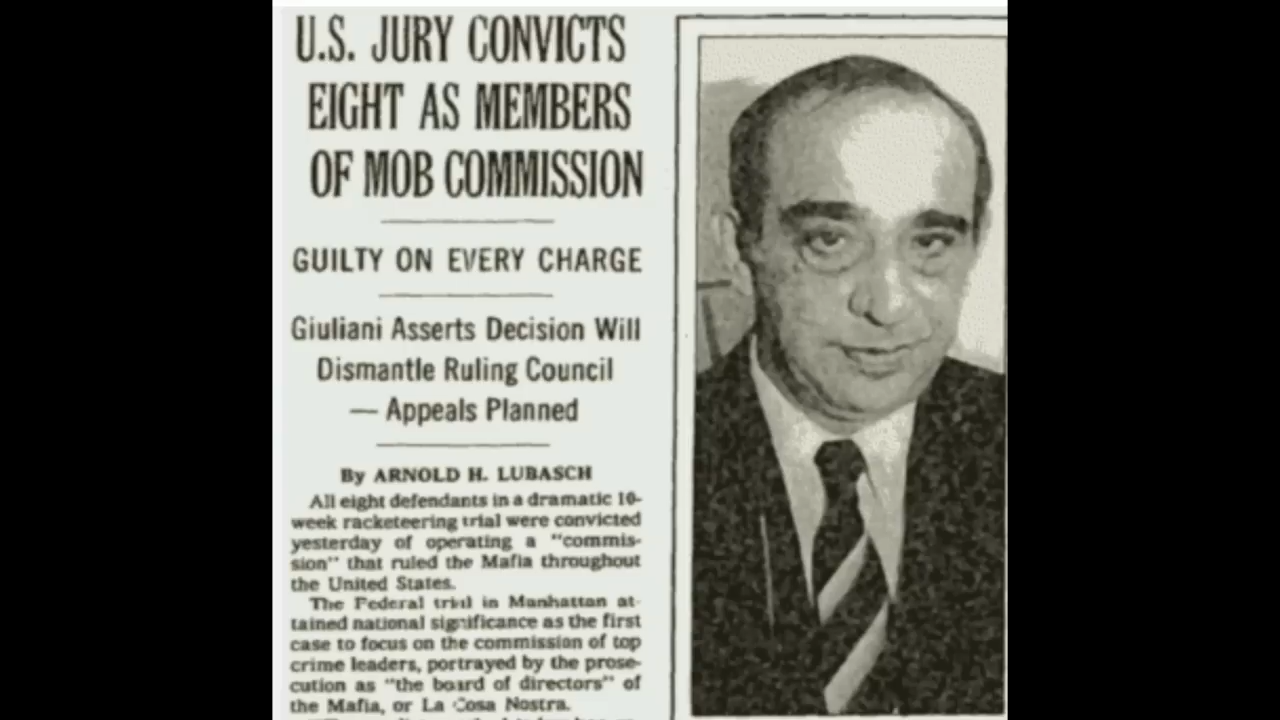 U.S. JURY CONVICTS
EIGHT AS MEMBERS
OF MOB COMMISSION
GUILTY ON EVERY CHARGE
Giuliani Asserts Decision Will
Dismantle Ruling Council
— Appeals Planned
By ARNOLD H. LUBASCH
All eight defendants in a dramatic 10-
week racketeering trial were convicted
yesterday of operating a "commis-
sion" that ruled the Mafia throughout
the United States.
The Federal trial in Manhattan at-
tained national significance as the first
case to focus on the commission of top
crime leaders, portrayed by the prose-
cution as "the board of directors" of
the Mafia, or La Cosa Nostra.